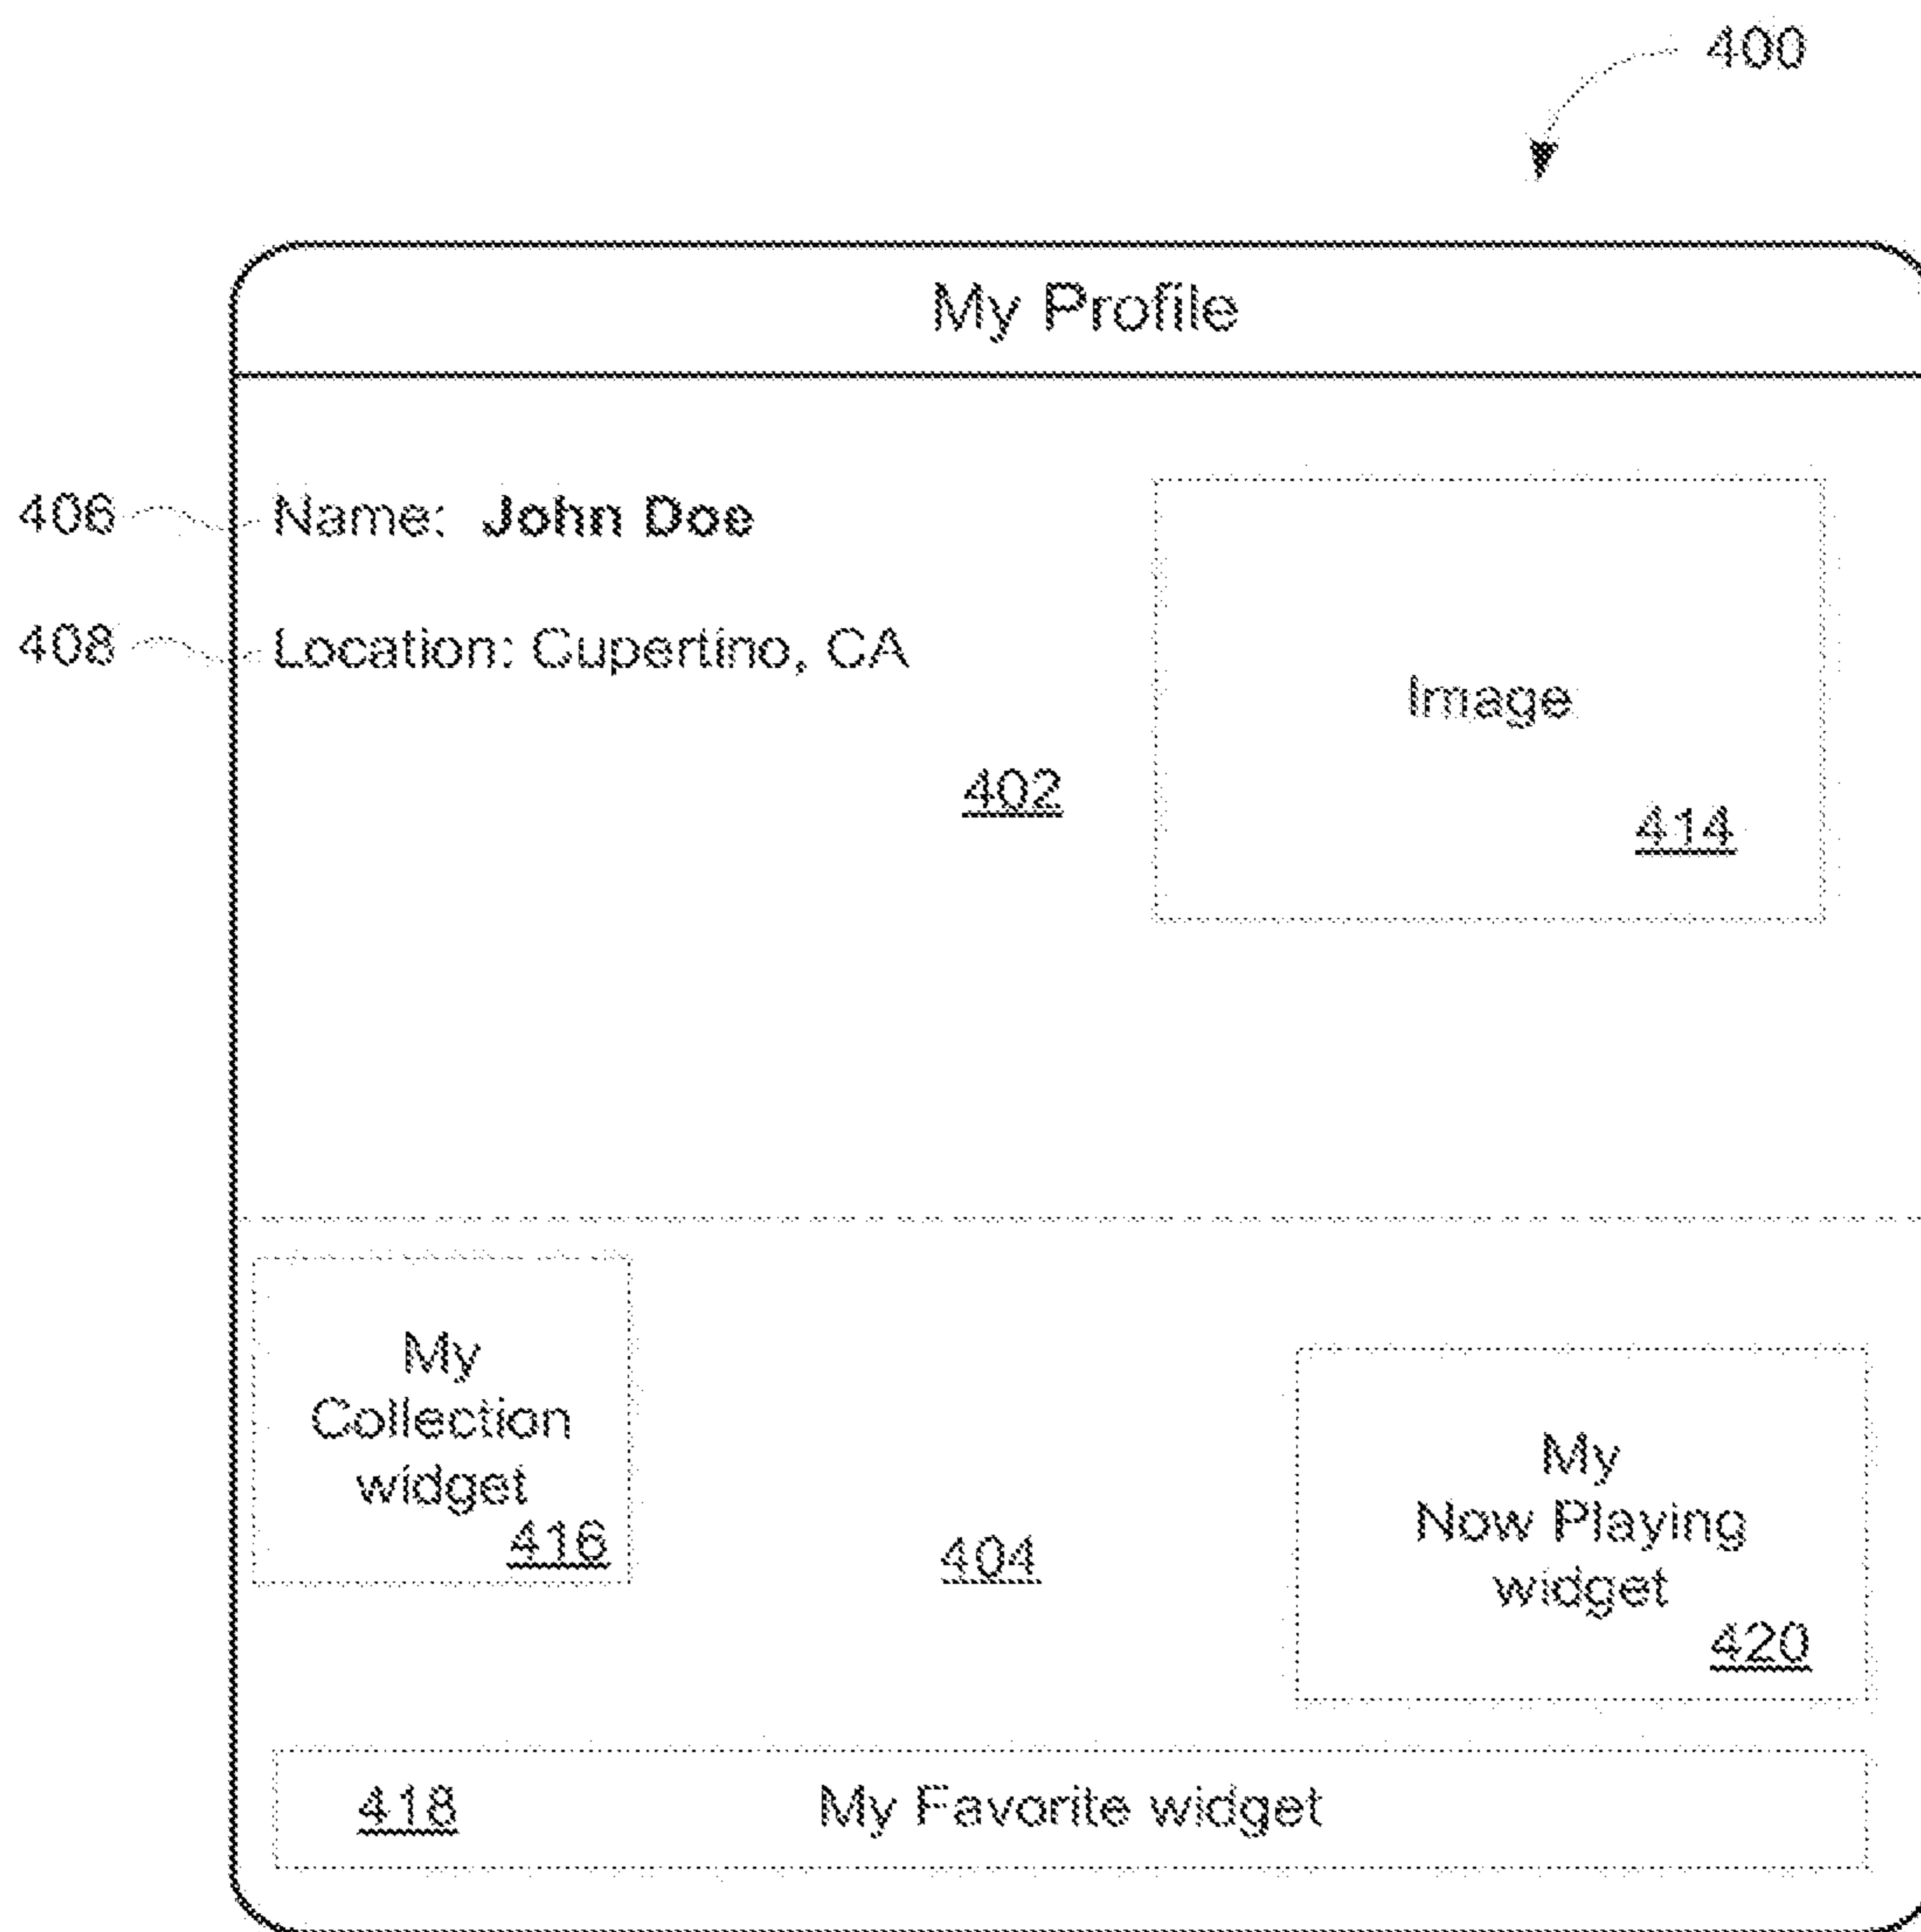 400
My Profile
406 Name: John Doe
408 Location: Cupertino, CA
Image
402
414
My
Collection
widget
416
404
My
Now Playing
widget
420
418 My Favorite widget